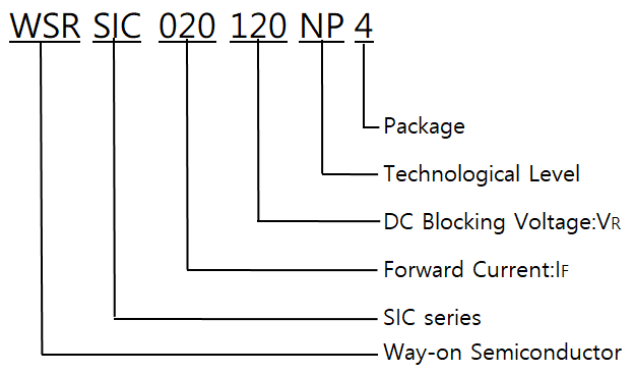 WSR SIC 020 120 NP 4
Package
Technological Level
DC Blocking Voltage:VR
Forward Current:IF
SIC series
Way-on Semiconductor